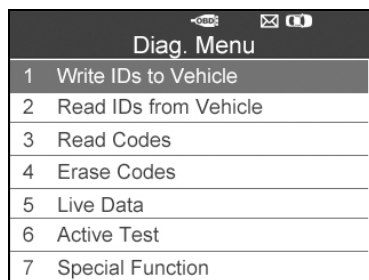 OBD
Diag. Menu
1 Write IDs to Vehicle
2 Read IDs from Vehicle
3 Read Codes
4 Erase Codes
5 Live Data
6 Active Test
7 Special Function